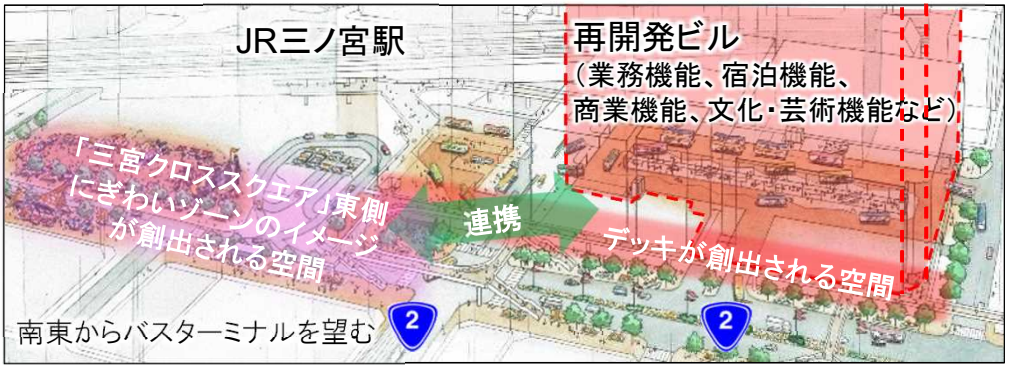 JR三ノ宮駅
再開発ビル
（業務機能、宿泊機能、
商業機能、文化・芸術機能など）
「三宮クロススクエア」東側
にぎわいゾーンのイメージ
が創出される空間
連携
デッキが創出される空間
2
2
南東からバスターミナルを望む